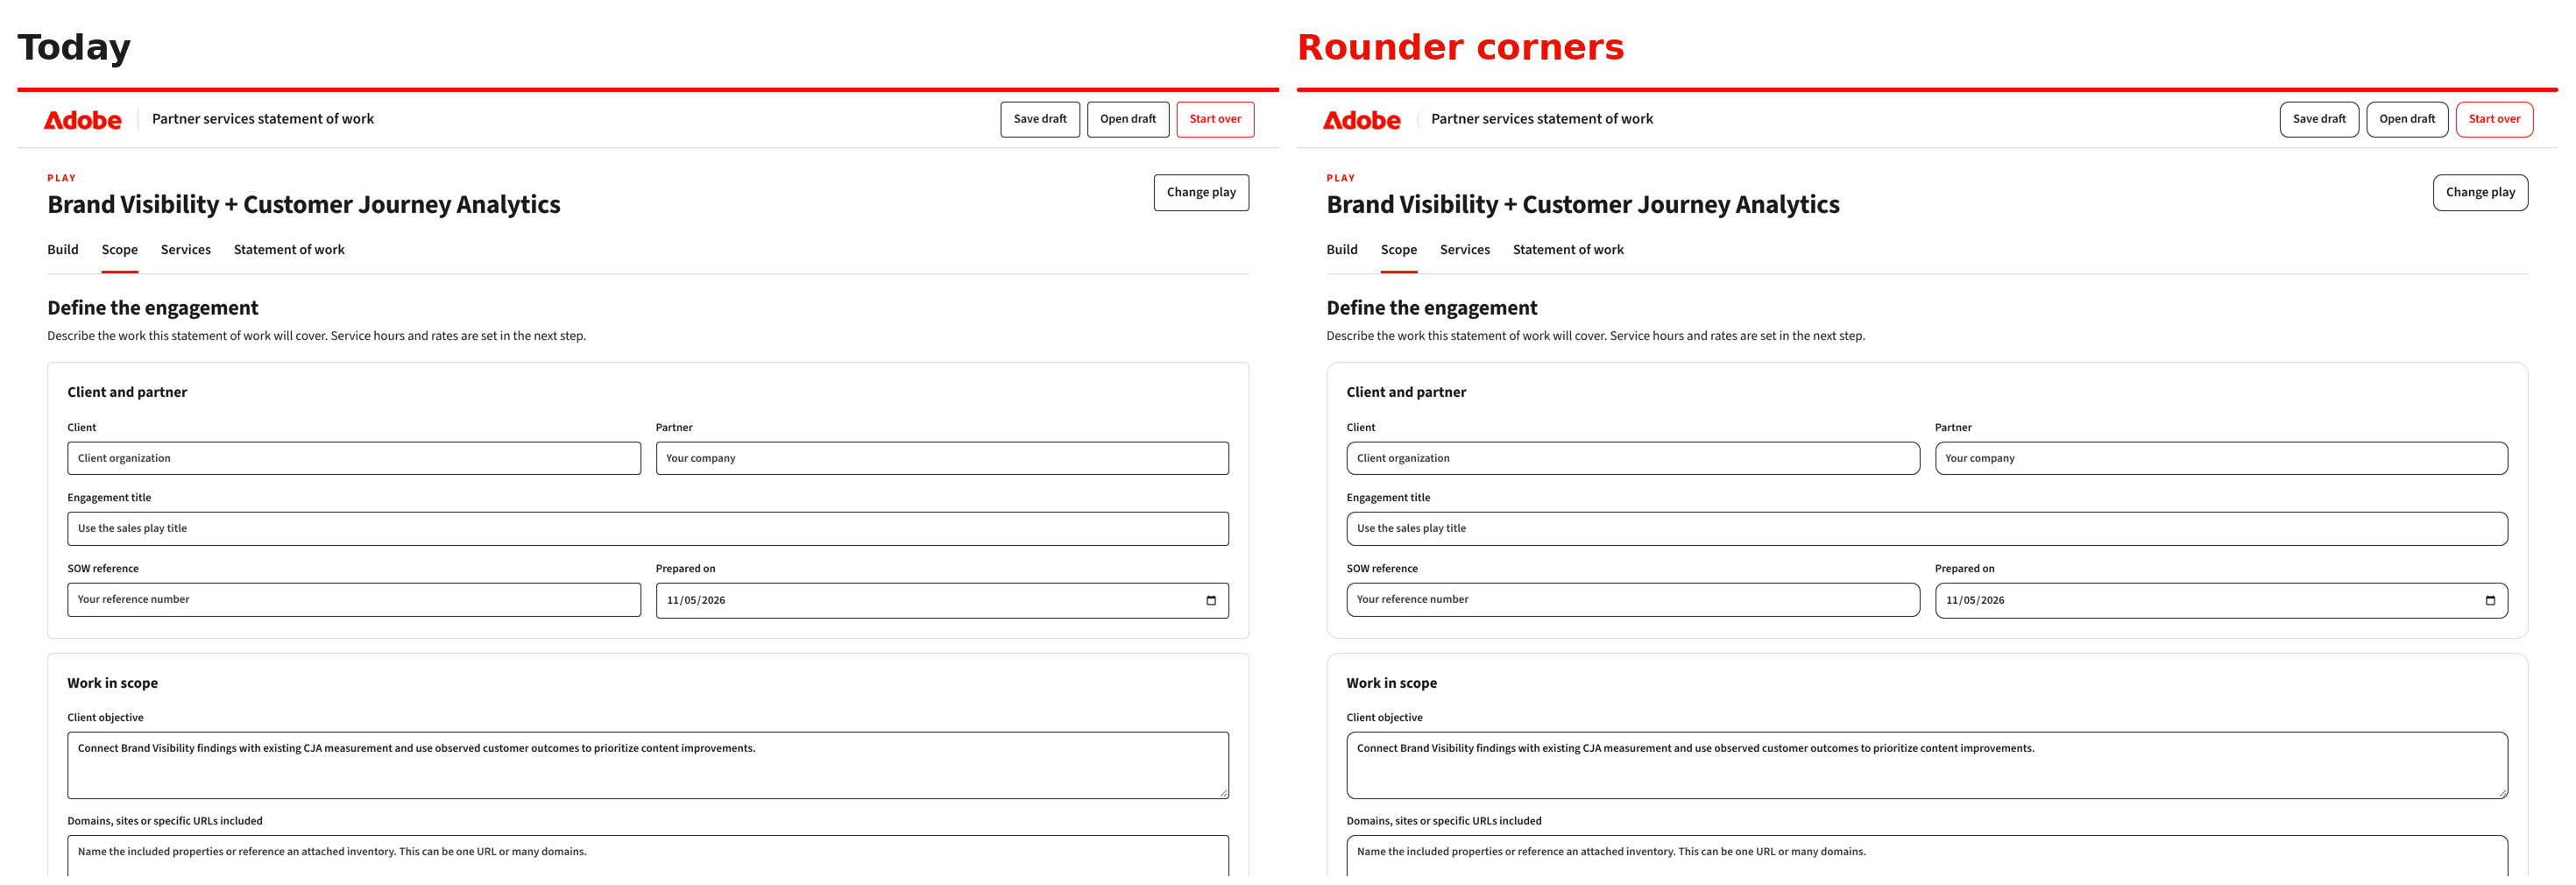 Today
Adobe
Partner services statement of work
Save draft
Open draft
Start over
PLAY
Brand Visibility + Customer Journey Analytics
Change play
Build
Scope
Services
Statement of work
Define the engagement
Describe the work this statement of work will cover. Service hours and rates are set in the next step.
Client and partner
Client
Partner
Client organization
Your company
Engagement title
Use the sales play title
SOW reference
Prepared on
Your reference number
11/05/2026
Work in scope
Client objective
Connect Brand Visibility findings with existing CJA measurement and use observed customer outcomes to prioritize content improvements.
Domains, sites or specific URLs included
Name the included properties or reference an attached inventory. This can be one URL or many domains.
Rounder corners
Adobe
Partner services statement of work
Save draft
Open draft
Start over
PLAY
Brand Visibility + Customer Journey Analytics
Change play
Build
Scope
Services
Statement of work
Define the engagement
Describe the work this statement of work will cover. Service hours and rates are set in the next step.
Client and partner
Client
Partner
Client organization
Your company
Engagement title
Use the sales play title
SOW reference
Prepared on
Your reference number
11/05/2026
Work in scope
Client objective
Connect Brand Visibility findings with existing CJA measurement and use observed customer outcomes to prioritize content improvements.
Domains, sites or specific URLs included
Name the included properties or reference an attached inventory. This can be one URL or many domains.